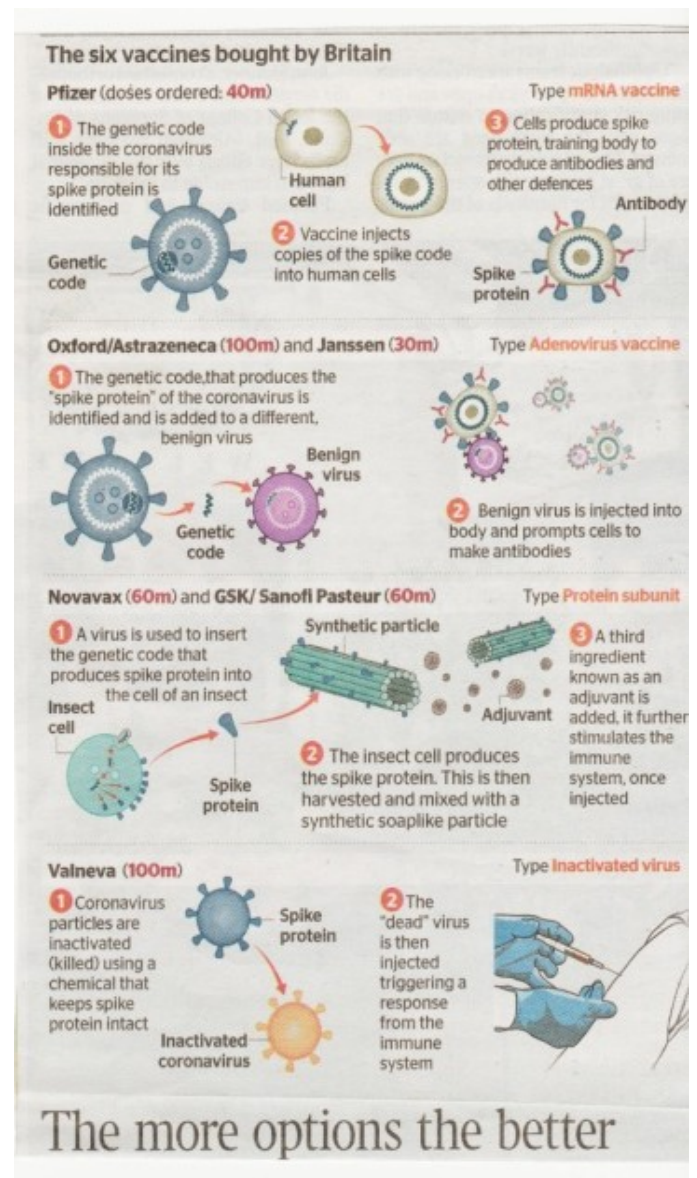 The six vaccines bought by Britain
Pfizer (doses ordered: 40m)
Type mRNA vaccine
1 The genetic code
inside the coronavirus
responsible for its
spike protein is
identified
Genetic
code
Human
cell
2 Vaccine injects
copies of the spike code
into human cells
3 Cells produce spike
protein, training body to
produce antibodies and
other defences
Antibody
Spike
protein
Oxford/Astrazeneca (100m) and Janssen (30m)
Type Adenovirus vaccine
1 The genetic code,that produces the
"spike protein" of the coronavirus is
identified and is added to a different,
benign virus
Benign
virus
Genetic
code
2 Benign virus is injected into
body and prompts cells to
make antibodies
Novavax (60m) and GSK/ Sanofi Pasteur (60m)
Type Protein subunit
1 A virus is used to insert
the genetic code that
produces spike protein into
the cell of an insect
Insect
cell
Spike
protein
Synthetic particle
2 The insect cell produces
the spike protein. This is then
harvested and mixed with a
synthetic soaplike particle
Adjuvant
3 A third
ingredient
known as an
adjuvant is
added, it further
stimulates the
immune
system, once
injected
Valneva (100m)
Type Inactivated virus
1 Coronavirus
particles are
inactivated
(killed) using a
chemical that
keeps spike
protein intact
Spike
protein
Inactivated
coronavirus
2 The
"dead" virus
is then
injected
triggering a
response
from the
immune
system
The more options the better